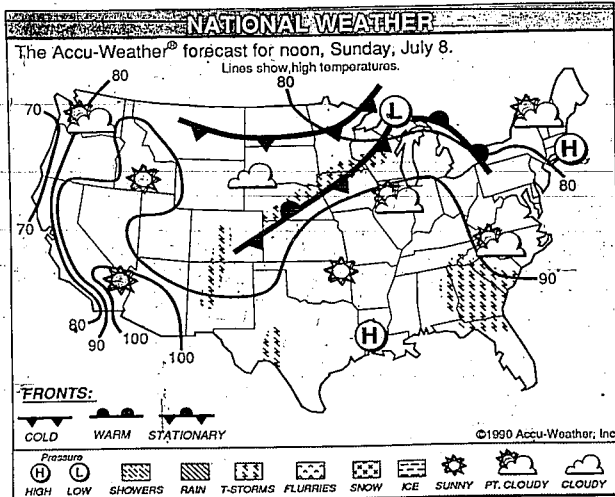 NATIONAL WEATHER
The Accu-Weather® forecast for noon, Sunday, July 8.
Lines show high temperatures.
80
80
70
L
H
80
70
90
80
90
100
100
H
FRONTS:
COLD WARM STATIONARY
©1990 Accu-Weather, Inc
Pressure
H L
HIGH LOW SHOWERS RAIN T-STORMS FLURRIES SNOW ICE SUNNY PT. CLOUDY CLOUDY